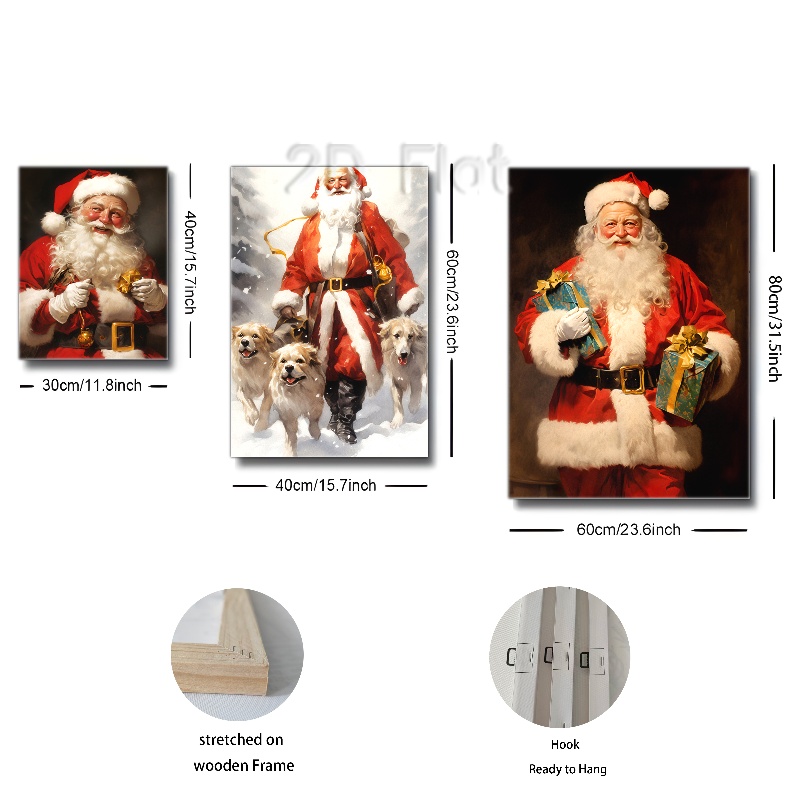 2D Flat
40cm/15.7inch
30cm/11.8inch
60cm/23.6inch
40cm/15.7inch
80cm/31.5inch
60cm/23.6inch
stretched on
wooden Frame
Hook
Ready to Hang